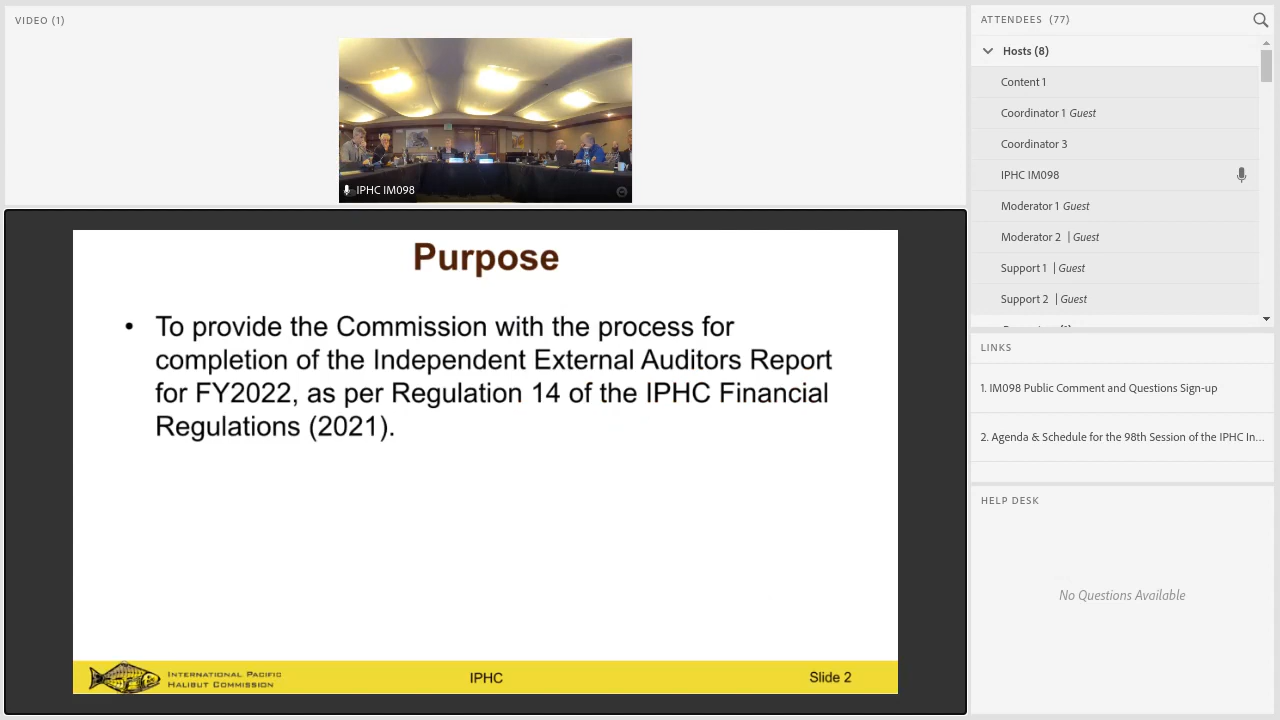 VIDEO (1)
IPHC IM098
Purpose
• To provide the Commission with the process for
completion of the Independent External Auditors Report
for FY2022, as per Regulation 14 of the IPHC Financial
Regulations (2021).
INTERNATIONAL PACIFIC
HALIBUT COMMISSION
IPHC
Slide 2
ATTENDEES (77)
Hosts (8)
Content 1
Coordinator 1 Guest
Coordinator 3
IPHC IM098
Moderator 1 Guest
Moderator 2 | Guest
Support 1 | Guest
Support 2 | Guest
LINKS
1. IM098 Public Comment and Questions Sign-up
2. Agenda & Schedule for the 98th Session of the IPHC In...
HELP DESK
No Questions Available